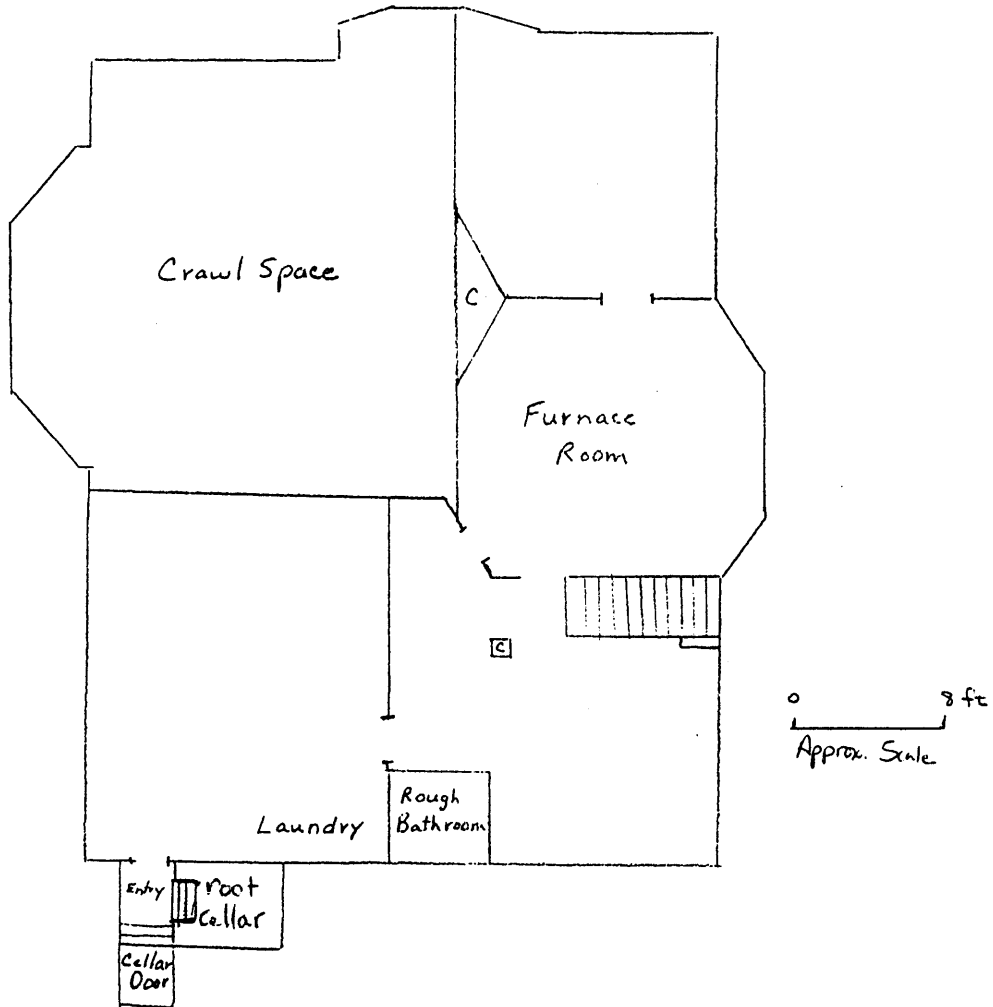 Crawl Space
C
Furnace
Room
C
0 8 ft
Approx. Scale
Rough
Bathroom
Laundry
Entry
root
cellar
Cellar
Door